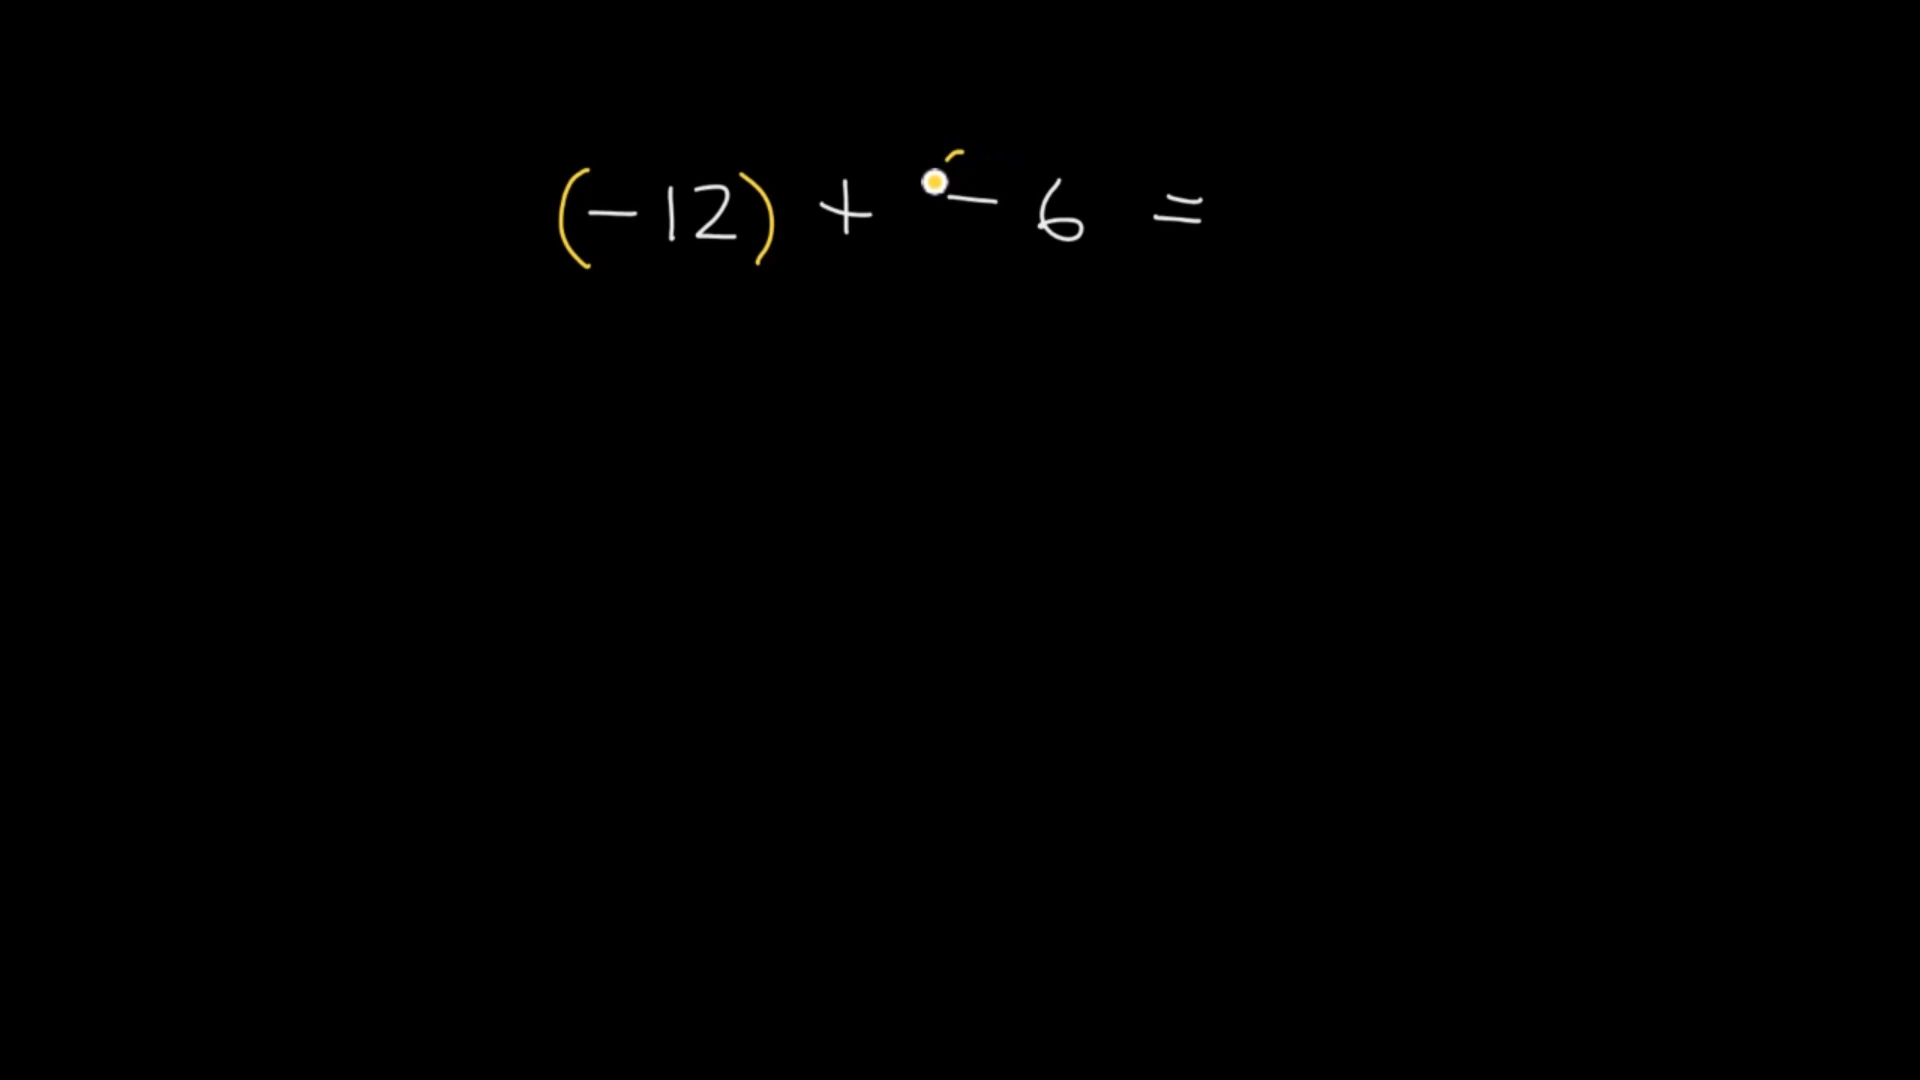 (-12) + - 6 =